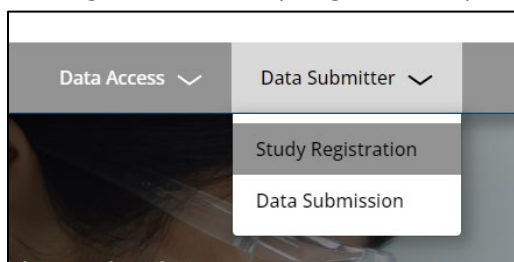 Data Access
Data Submitter
Study Registration
Data Submission